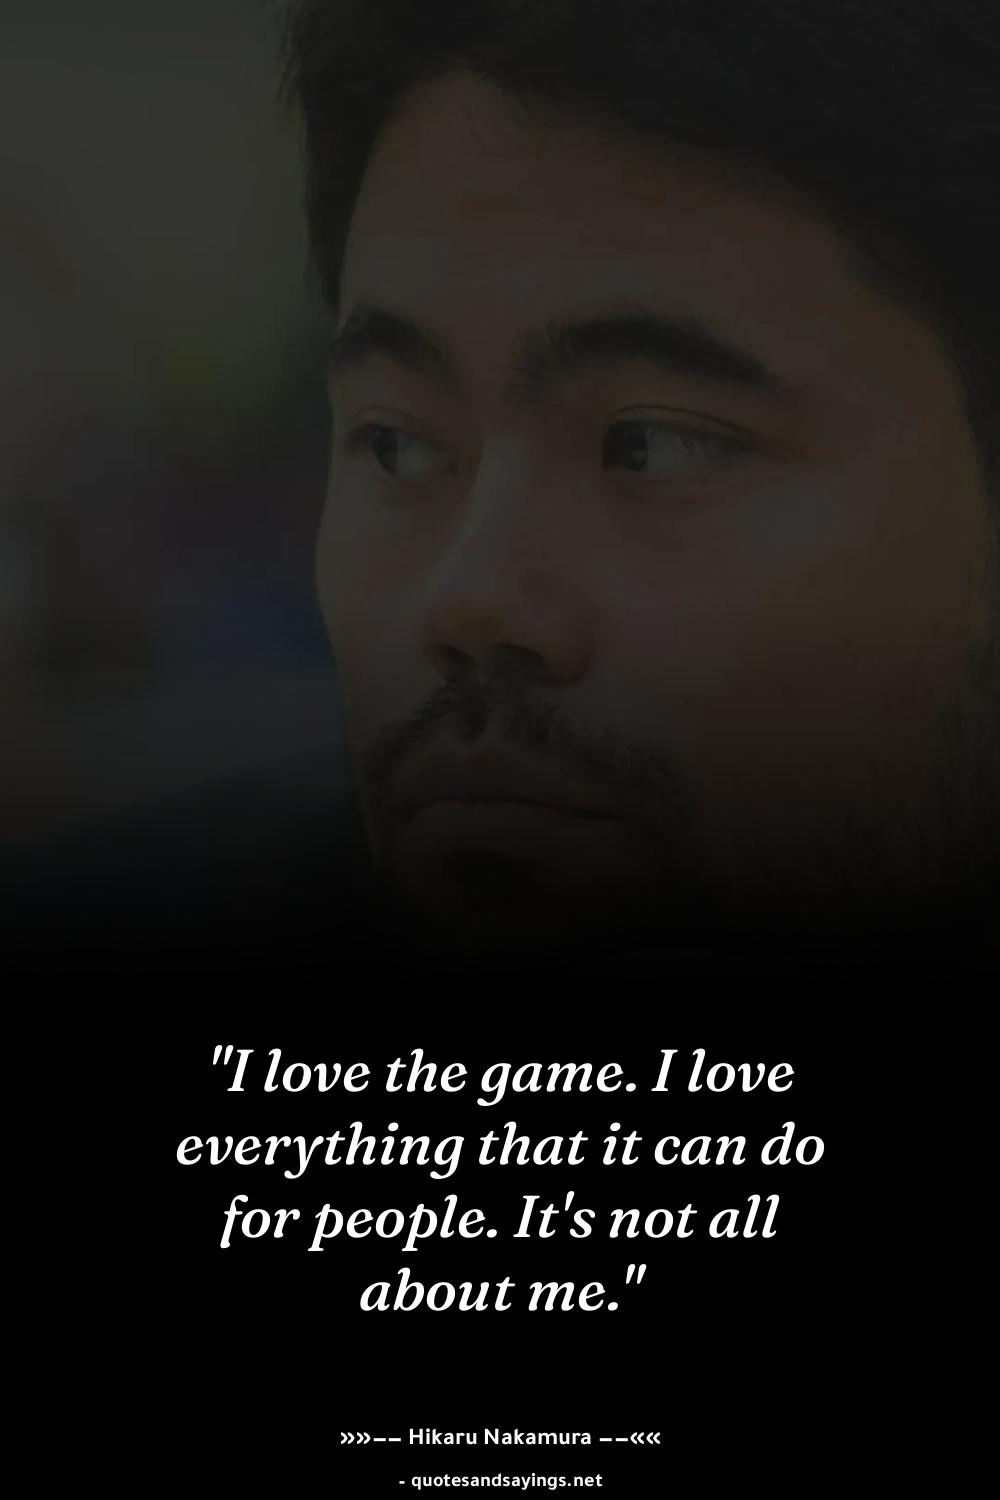 "I love the game. I love
everything that it can do
for people. It's not all
about me."
»»–– Hikaru Nakamura ––««
- quotesandsayings.net